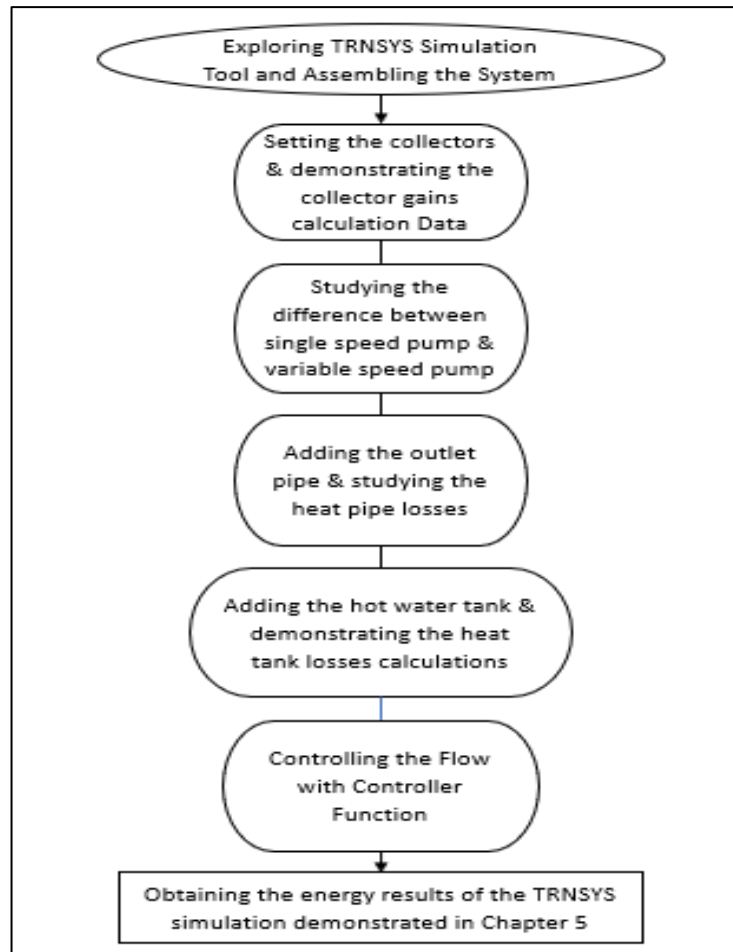 Exploring TRNSYS Simulation
Tool and Assembling the System
Setting the collectors
& demonstrating the
collector gains
calculation Data
Studying the
difference between
single speed pump &
variable speed pump
Adding the outlet
pipe & studying the
heat pipe losses
Adding the hot water tank &
demonstrating the heat
tank losses calculations
Controlling the Flow
with Controller
Function
Obtaining the energy results of the TRNSYS
simulation demonstrated in Chapter 5